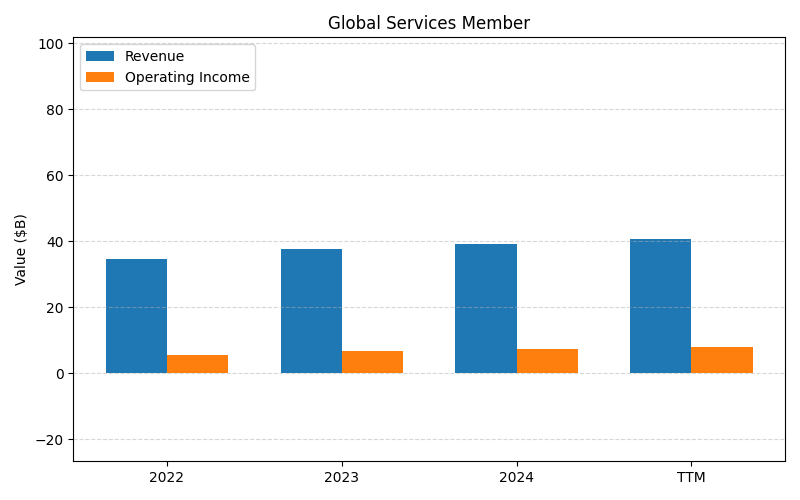 Global Services Member
Revenue
Operating Income
Value ($B)
100
80
60
40
20
0
−20
2022
2023
2024
TTM